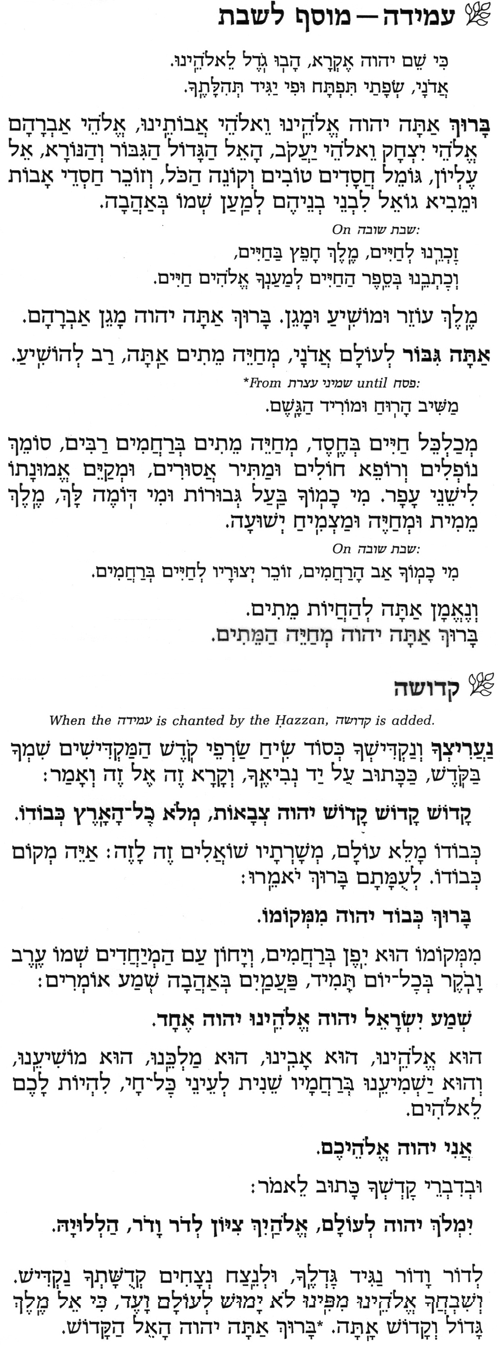 עמידה — מוסף לשבת
כִּי שֵׁם יהוה אֶקְרָא, הָבוּ גֹֽדֶל לֵאלֹהֵֽינוּ.
אֲדֹנָי, שְׂפָתַי תִּפְתָּח וּפִי יַגִּיד תְּהִלָּתֶֽךָ.
בָּרוּךְ אַתָּה יהוה אֱלֹהֵֽינוּ וֵאלֹהֵי אֲבוֹתֵֽינוּ, אֱלֹהֵי אַבְרָהָם
אֱלֹהֵי יִצְחָק וֵאלֹהֵי יַעֲקֹב, הָאֵל הַגָּדוֹל הַגִּבּוֹר וְהַנּוֹרָא, אֵל
עֶלְיוֹן, גּוֹמֵל חֲסָדִים טוֹבִים וְקוֹנֵה הַכֹּל, וְזוֹכֵר חַסְדֵי אָבוֹת
וּמֵבִיא גוֹאֵל לִבְנֵי בְנֵיהֶם לְמַֽעַן שְׁמוֹ בְּאַהֲבָה.
On שבת שובה:
זָכְרֵֽנוּ לְחַיִּים, מֶֽלֶךְ חָפֵץ בַּחַיִּים,
וְכָתְבֵֽנוּ בְּסֵֽפֶר הַחַיִּים לְמַעַנְךָ אֱלֹהִים חַיִּים.
מֶֽלֶךְ עוֹזֵר וּמוֹשִֽׁיעַ וּמָגֵן. בָּרוּךְ אַתָּה יהוה מָגֵן אַבְרָהָם.
אַתָּה גִּבּוֹר לְעוֹלָם אֲדֹנָי, מְחַיֵּה מֵתִים אַֽתָּה, רַב לְהוֹשִֽׁיעַ.
*From שמיני עצרת until פסח:
מַשִּׁיב הָרֽוּחַ וּמוֹרִיד הַגָּֽשֶׁם.
מְכַלְכֵּל חַיִּים בְּחֶֽסֶד, מְחַיֵּה מֵתִים בְּרַחֲמִים רַבִּים, סוֹמֵךְ
נוֹפְלִים וְרוֹפֵא חוֹלִים וּמַתִּיר אֲסוּרִים, וּמְקַיֵּם אֱמוּנָתוֹ
לִישֵׁנֵי עָפָר. מִי כָמֽוֹךָ בַּֽעַל גְּבוּרוֹת וּמִי דּֽוֹמֶה לָּךְ, מֶֽלֶךְ
מֵמִית וּמְחַיֶּה וּמַצְמִֽיחַ יְשׁוּעָה.
On שבת שובה:
מִי כָמֽוֹךָ אַב הָרַחֲמִים, זוֹכֵר יְצוּרָיו לְחַיִּים בְּרַחֲמִים.
וְנֶאֱמָן אַתָּה לְהַחֲיוֹת מֵתִים.
בָּרוּךְ אַתָּה יהוה מְחַיֵּה הַמֵּתִים.
קדושה
When the עמידה is chanted by the Ḥazzan, קדושה is added.
נַעֲרִיצְךָ וְנַקְדִּישְׁךָ כְּסוֹד שִֽׂיחַ שַׂרְפֵי קֹֽדֶשׁ הַמַּקְדִּישִׁים שִׁמְךָ
בַּקֹּֽדֶשׁ, כַּכָּתוּב עַל יַד נְבִיאֶֽךָ, וְקָרָא זֶה אֶל זֶה וְאָמַר:
קָדוֹשׁ קָדוֹשׁ קָדוֹשׁ יהוה צְבָאוֹת, מְלֹא כָל־הָאָֽרֶץ כְּבוֹדוֹ.
כְּבוֹדוֹ מָלֵא עוֹלָם, מְשָׁרְתָיו שׁוֹאֲלִים זֶה לָזֶה: אַיֵּה מְקוֹם
כְּבוֹדוֹ. לְעֻמָּתָם בָּרוּךְ יֹאמֵֽרוּ:
בָּרוּךְ כְּבוֹד יהוה מִמְּקוֹמוֹ.
מִמְּקוֹמוֹ הוּא יִֽפֶן בְּרַחֲמִים, וְיָחוֹן עַם הַמְיַחֲדִים שְׁמוֹ עֶֽרֶב
וָבֹֽקֶר בְּכָל־יוֹם תָּמִיד, פַּעֲמַֽיִם בְּאַהֲבָה שְׁמַע אוֹמְרִים:
שְׁמַע יִשְׂרָאֵל יהוה אֱלֹהֵֽינוּ יהוה אֶחָד.
הוּא אֱלֹהֵֽינוּ, הוּא אָבִֽינוּ, הוּא מַלְכֵּֽנוּ, הוּא מוֹשִׁיעֵֽנוּ,
וְהוּא יַשְׁמִיעֵֽנוּ בְּרַחֲמָיו שֵׁנִית לְעֵינֵי כָּל־חָי, לִהְיוֹת לָכֶם
לֵאלֹהִים.
אֲנִי יהוה אֱלֹהֵיכֶם.
וּבְדִבְרֵי קָדְשְׁךָ כָּתוּב לֵאמֹר:
יִמְלֹךְ יהוה לְעוֹלָם, אֱלֹהַֽיִךְ צִיּוֹן לְדֹר וָדֹר, הַלְלוּיָהּ.
לְדוֹר וָדוֹר נַגִּיד גָּדְלֶֽךָ, וּלְנֵֽצַח נְצָחִים קְדֻשָּׁתְךָ נַקְדִּישׁ.
וְשִׁבְחֲךָ אֱלֹהֵֽינוּ מִפִּֽינוּ לֹא יָמוּשׁ לְעוֹלָם וָעֶד, כִּי אֵל מֶֽלֶךְ
גָּדוֹל וְקָדוֹשׁ אָֽתָּה. *בָּרוּךְ אַתָּה יהוה הָאֵל הַקָּדוֹשׁ.